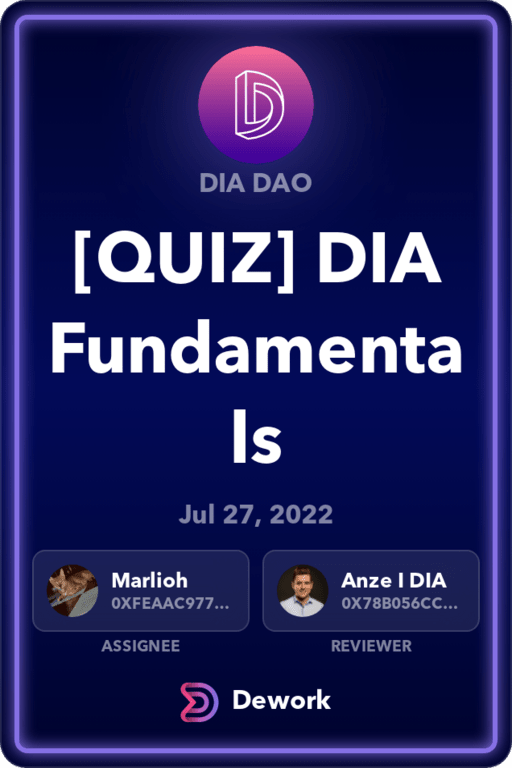 DIA DAO
[QUIZ] DIA
Fundamenta
ls
Jul 27, 2022
Marlioh
0XFEAAC977...
Anze I DIA
0X78B056CC...
ASSIGNEE
REVIEWER
Dework